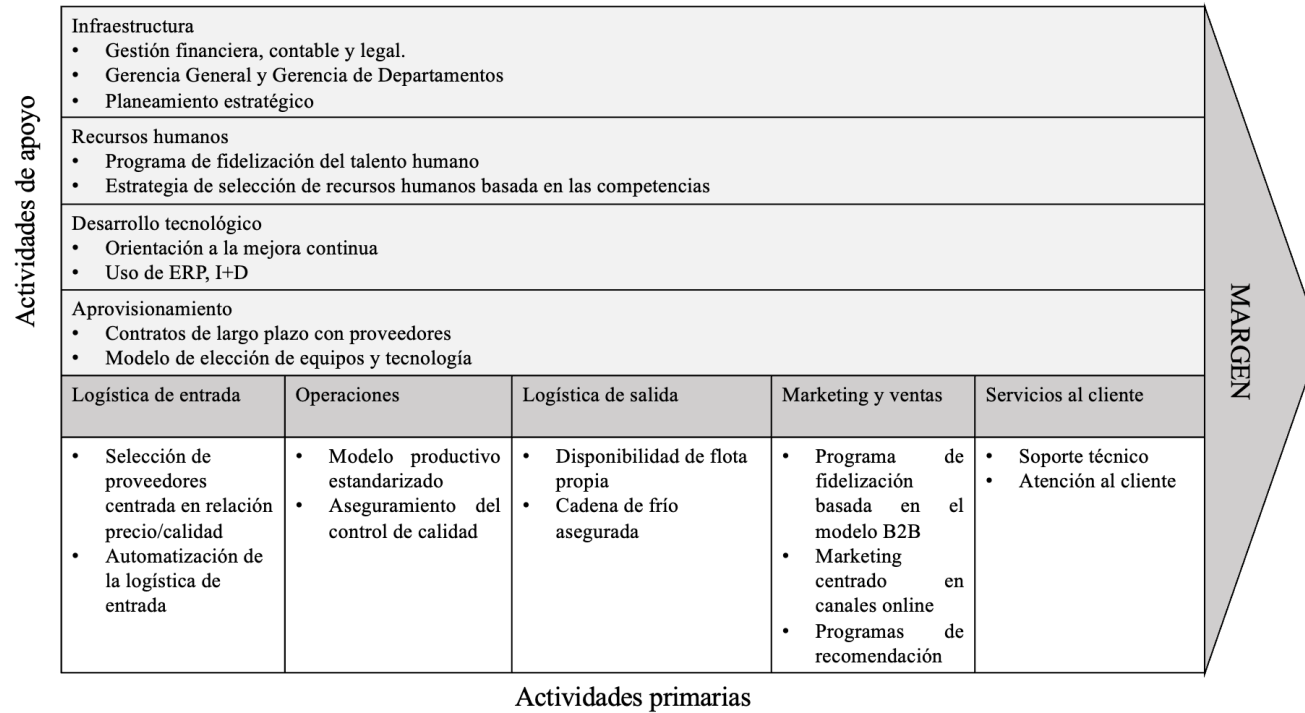 Actividades de apoyo
Infraestructura
• Gestión financiera, contable y legal.
• Gerencia General y Gerencia de Departamentos
• Planeamiento estratégico
Recursos humanos
• Programa de fidelización del talento humano
• Estrategia de selección de recursos humanos basada en las competencias
Desarrollo tecnológico
• Orientación a la mejora continua
• Uso de ERP, I+D
Aprovisionamiento
• Contratos de largo plazo con proveedores
• Modelo de elección de equipos y tecnología
MARGEN
Logística de entrada
• Selección de
proveedores
centrada en relación
precio/calidad
• Automatización de
la logística de
entrada
Operaciones
• Modelo productivo
estandarizado
• Aseguramiento del
control de calidad
Logística de salida
• Disponibilidad de flota
propia
• Cadena de frío
asegurada
Marketing y ventas
• Programa de
fidelización
basada en el
modelo B2B
• Marketing
centrado en
canales online
• Programas de
recomendación
Servicios al cliente
• Soporte técnico
• Atención al cliente
Actividades primarias